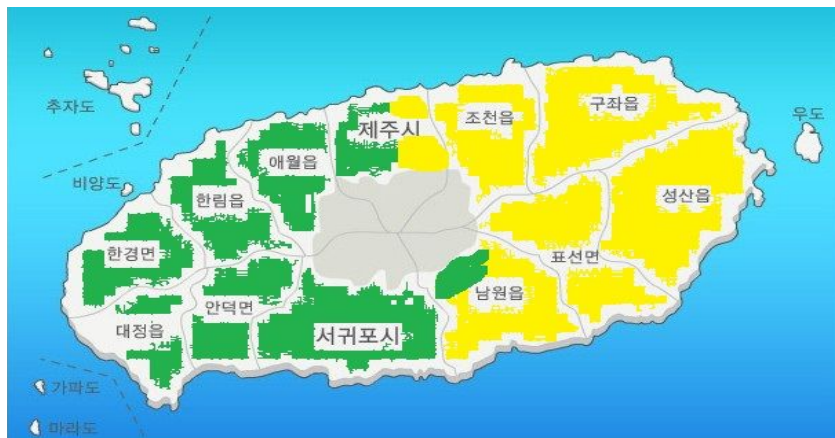 추자도
제주시
조천읍
구좌읍
우도
애월읍
비양도
한림읍
성산읍
한경면
표선면
남원읍
안덕면
대정읍
서귀포시
가파도
마라도